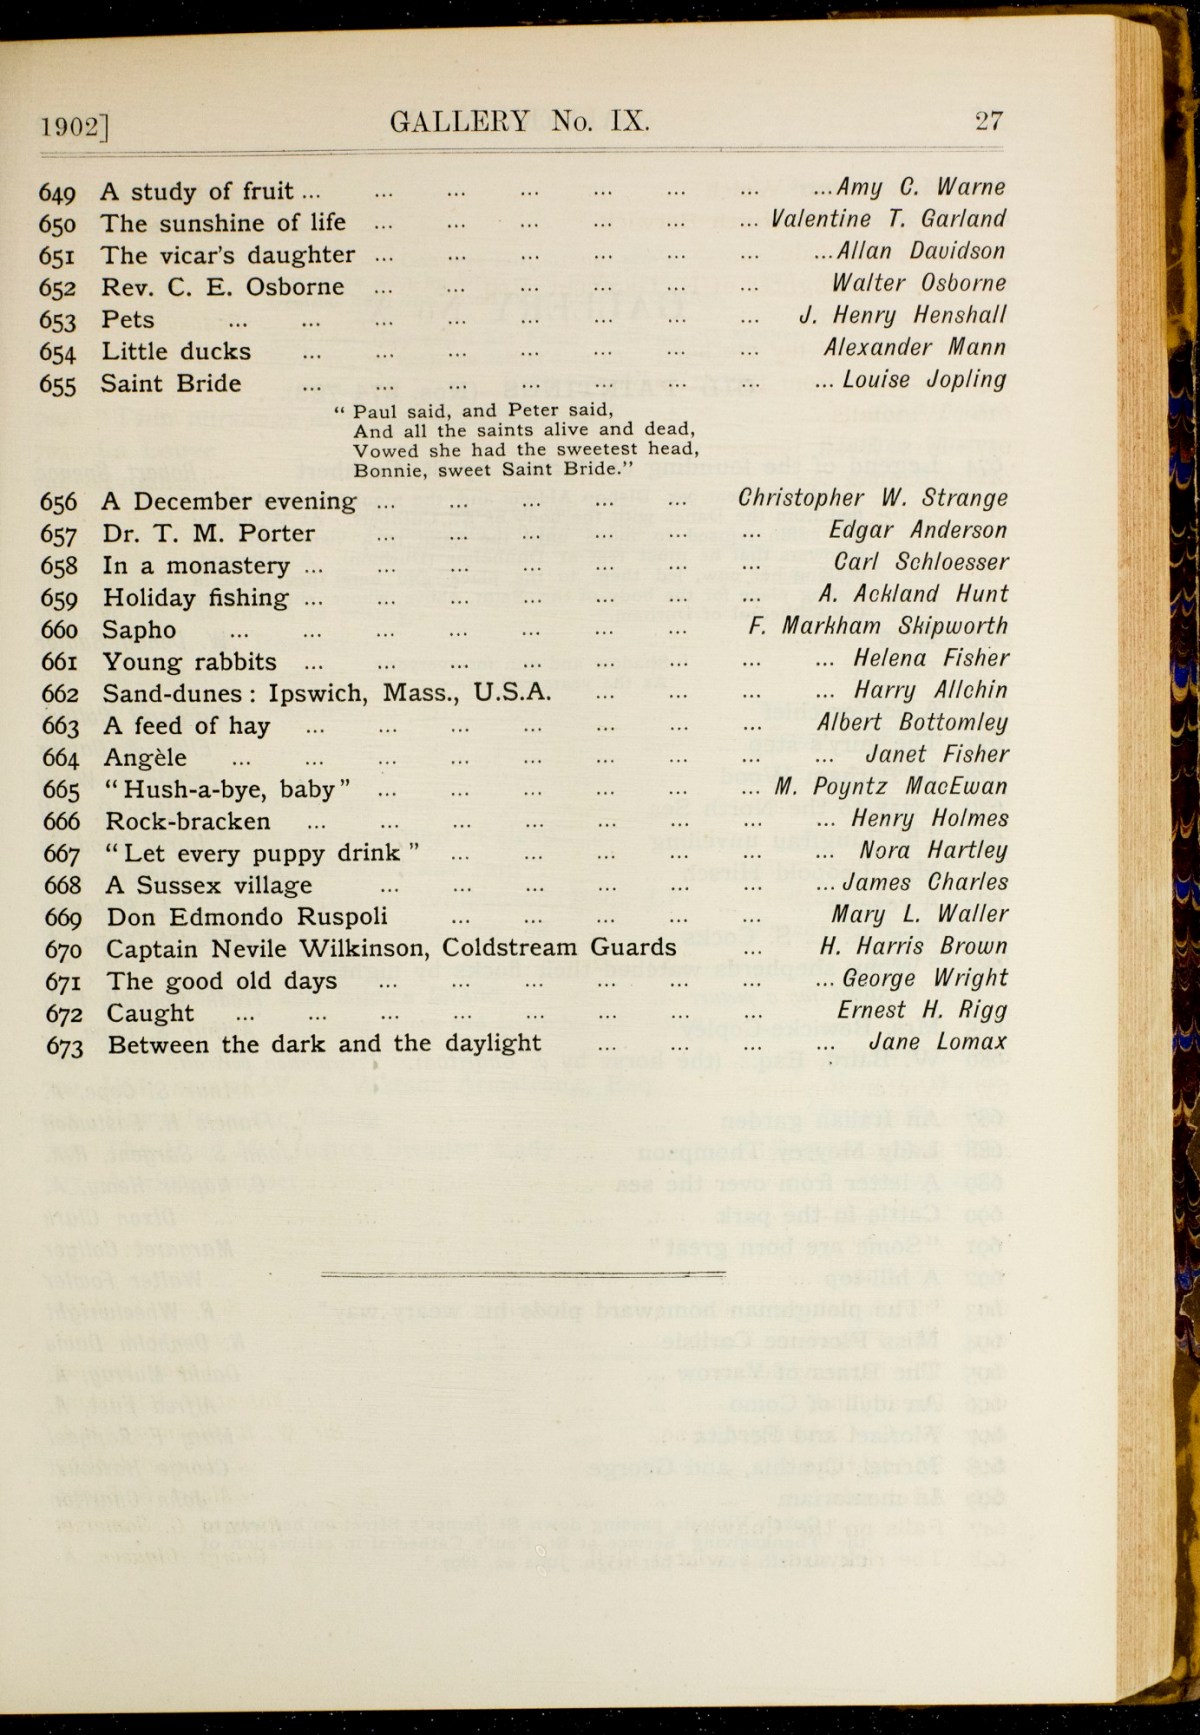 1902] GALLERY No. IX. 27
649 A study of fruit ... ... ... ... ... ... ... ...Amy C. Warne
650 The sunshine of life ... ... ... ... ... ... Valentine T. Garland
651 The vicar's daughter ... ... ... ... ... ... ...Allan Davidson
652 Rev. C. E. Osborne ... ... ... ... ... ... Walter Osborne
653 Pets ... ... ... ... ... ... ... ... J. Henry Henshall
654 Little ducks ... ... ... ... ... ... ... Alexander Mann
655 Saint Bride ... ... ... ... ... ... ... ... Louise Jopling
“ Paul said, and Peter said,
And all the saints alive and dead,
Vowed she had the sweetest head,
Bonnie, sweet Saint Bride.”
656 A December evening ... ... ... ... ... Christopher W. Strange
657 Dr. T. M. Porter ... ... ... ... ... ... Edgar Anderson
658 In a monastery ... ... ... ... ... ... ... Carl Schloesser
659 Holiday fishing ... ... ... ... ... ... ... A. Ackland Hunt
660 Sapho ... ... ... ... ... ... ... F. Markham Skipworth
661 Young rabbits ... ... ... ... ... ... ... ... Helena Fisher
662 Sand-dunes : Ipswich, Mass., U.S.A. ... ... ... ... Harry Allchin
663 A feed of hay ... ... ... ... ... ... ... Albert Bottomley
664 Angèle ... ... ... ... ... ... ... ... ... Janet Fisher
665 “ Hush-a-bye, baby ” ... ... ... ... ... ... M. Poyntz MacEwan
666 Rock-bracken ... ... ... ... ... ... ... ... Henry Holmes
667 “ Let every puppy drink ” ... ... ... ... ... ... Nora Hartley
668 A Sussex village ... ... ... ... ... ... ... James Charles
669 Don Edmondo Ruspoli ... ... ... ... ... Mary L. Waller
670 Captain Nevile Wilkinson, Coldstream Guards ... H. Harris Brown
671 The good old days ... ... ... ... ... ... ... George Wright
672 Caught ... ... ... ... ... ... ... ... Ernest H. Rigg
673 Between the dark and the daylight ... ... ... ... Jane Lomax